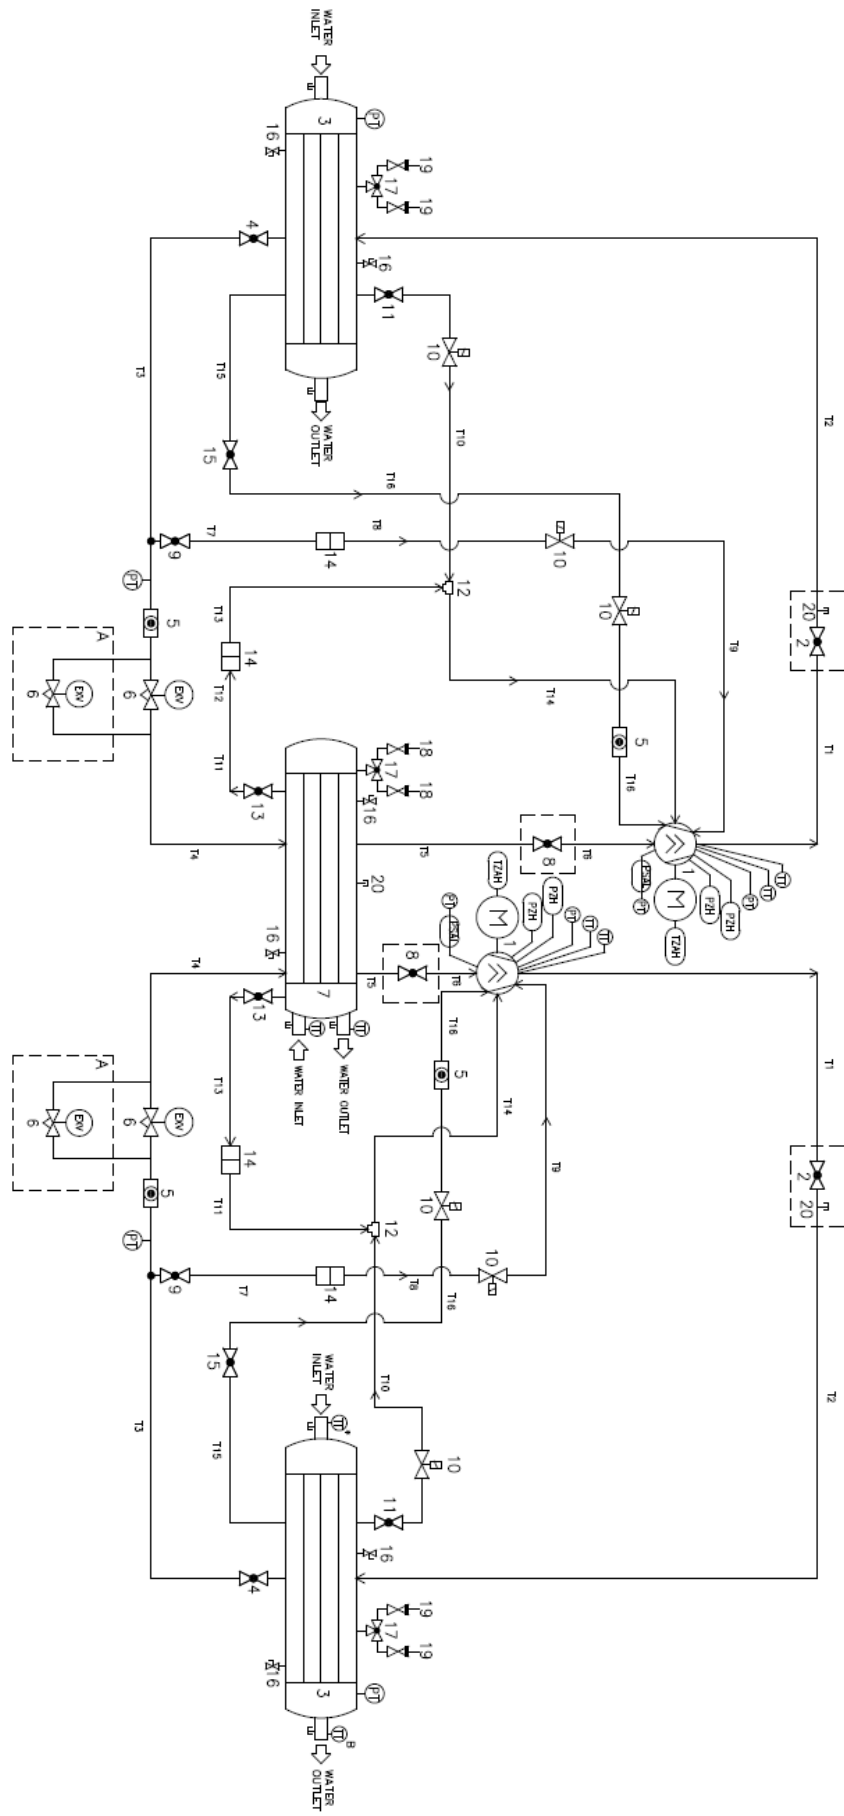 WATER
INLET
3
PT
16
19
17
19
4
16
11
10
T3
T15
T10
T2
WATER
OUTLET
15
T16
T7
T8
9
14
10
PT
12
10
20
2
5
T13
14
T9
A
EXV
6
EXV
6
T12
T14
5
T1
T11
18
17
18
13
16
T16
T4
T5
8
T6
1
TT
TT
PT
PZH
PZH
PSAL
PT
M
TZAH
20
TZAH
M
1
PZH
PZH
PT
TT
TT
PT
PSAL
16
T4
T5
8
T6
7
13
TT
TT
WATER INLET
WATER OUTLET
T16
5
T1
A
EXV
6
EXV
6
T13
T14
14
T9
2
5
10
20
T11
12
PT
9
T7
14
T8
10
T16
15
WATER
INLET
T10
T2
TT*
T3
T15
10
11
16
4
19
17
19
16
3
PT
TT B
WATER
OUTLET